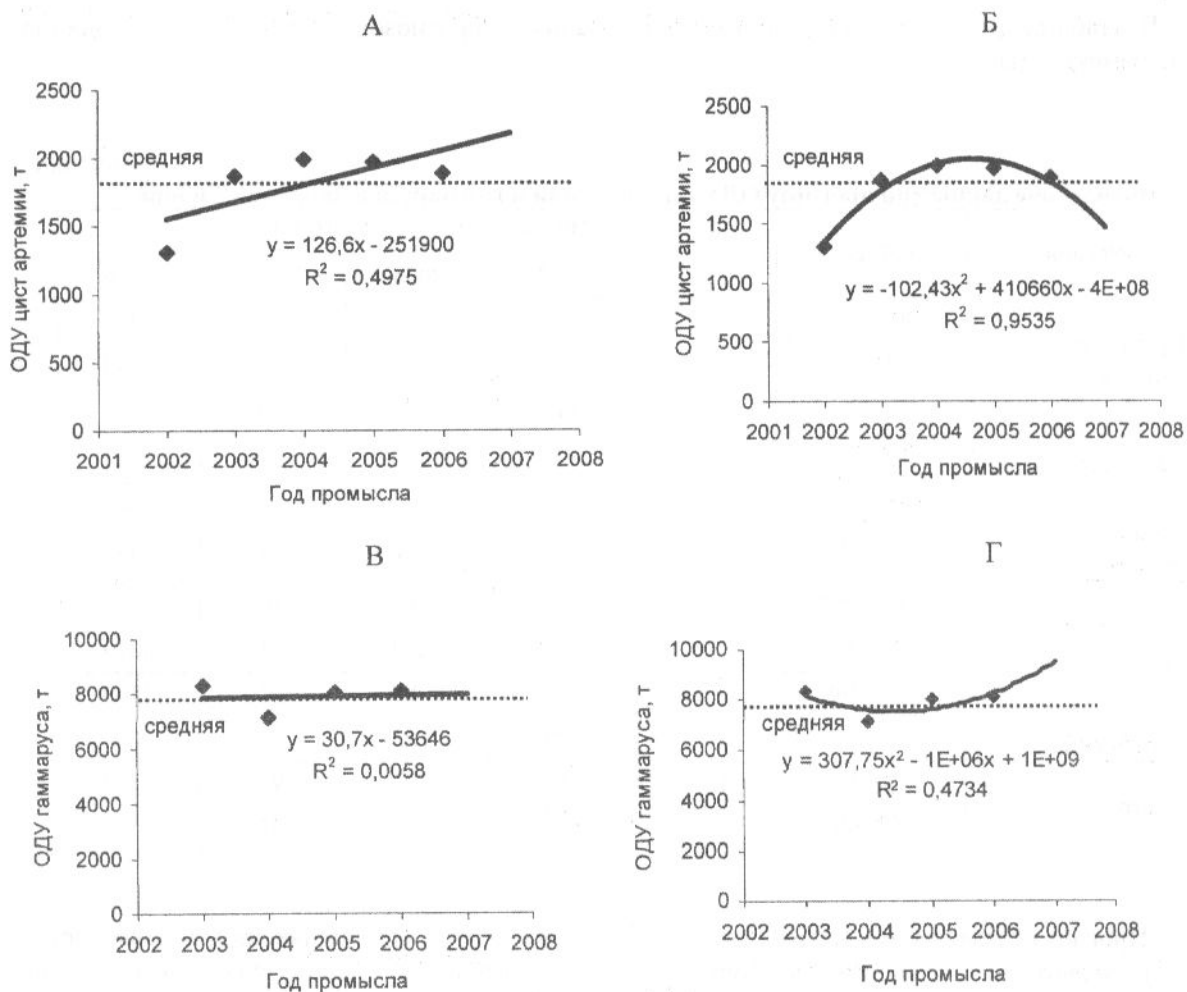 А
ОДУ цист артемии, т
2500
2000
1500
1000
500
0
средняя
y = 126,6x - 251900
R² = 0,4975
2001 2002 2003 2004 2005 2006 2007 2008
Год промысла
Б
ОДУ цист артемии, т
2500
2000
1500
1000
500
0
средняя
y = -102,43x² + 410660x - 4E+08
R² = 0,9535
2001 2002 2003 2004 2005 2006 2007 2008
Год промысла
В
ОДУ гаммаруса, т
10000
8000
6000
4000
2000
0
средняя
y = 30,7x - 53646
R² = 0,0058
2002 2003 2004 2005 2006 2007 2008
Год промысла
Г
ОДУ гаммаруса, т
10000
8000
6000
4000
2000
0
средняя
y = 307,75x² - 1E+06x + 1E+09
R² = 0,4734
2002 2003 2004 2005 2006 2007 2008
Год промысла